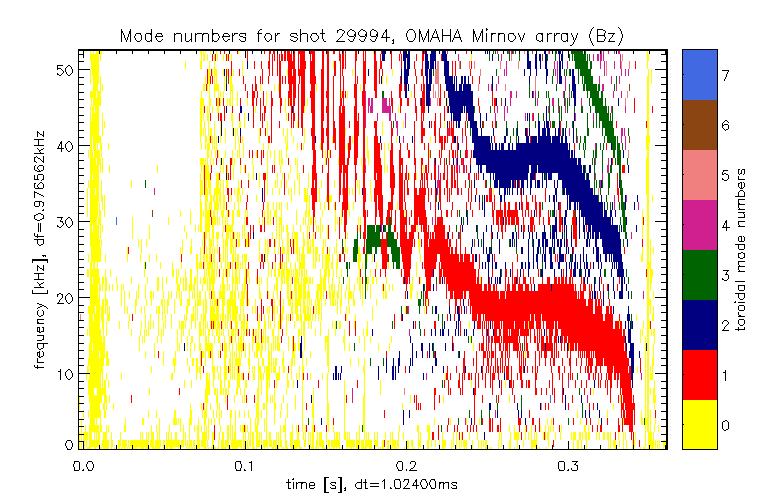 Mode numbers for shot 29994, OMAHA Mirnov array (Bz)
50
40
30
20
10
0
frequency [kHz], df=0.976562kHz
0.0 0.1 0.2 0.3
time [s], dt=1.02400ms
7
6
5
4
3
2
1
0
toroidal mode numbers